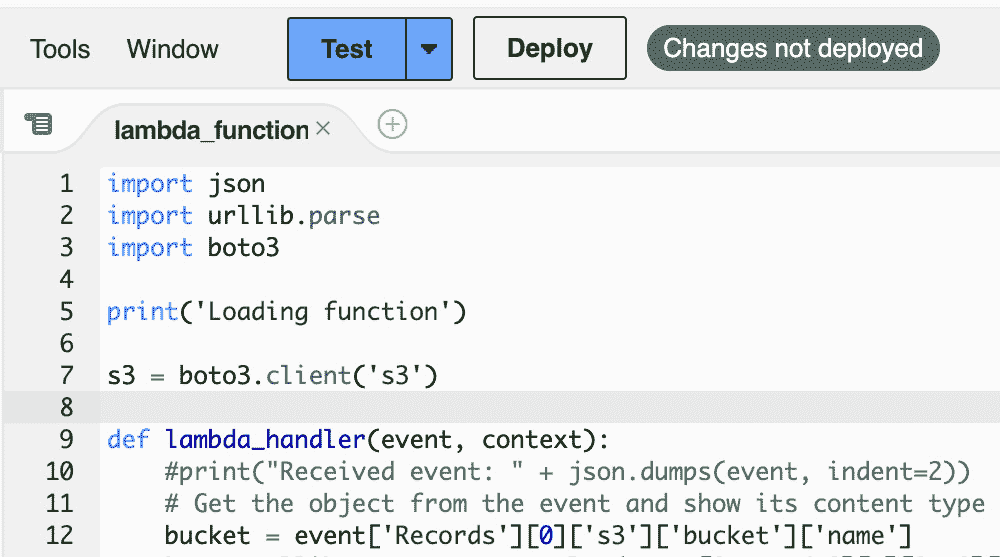 Tools Window Test Deploy Changes not deployed
lambda_function
1 import json
2 import urllib.parse
3 import boto3
4
5 print('Loading function')
6
7 s3 = boto3.client('s3')
8
9 def lambda_handler(event, context):
10 #print("Received event: " + json.dumps(event, indent=2))
11 # Get the object from the event and show its content type
12 bucket = event['Records'][0]['s3']['bucket']['name']